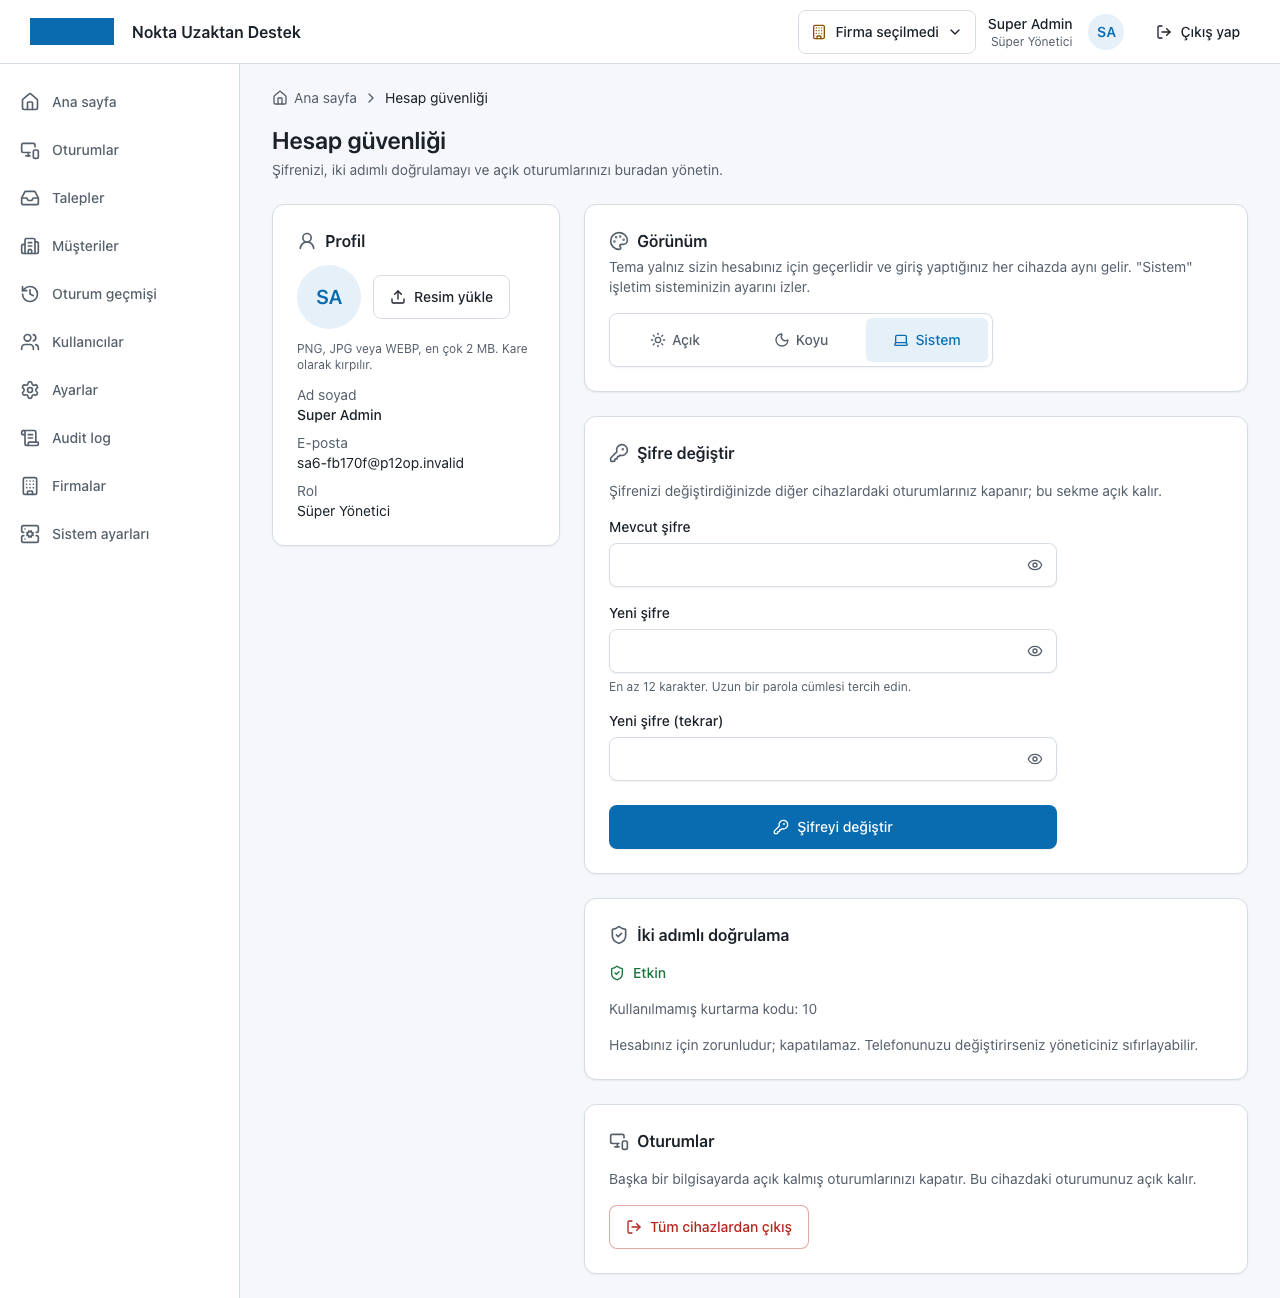 Nokta Uzaktan Destek
Firma seçilmedi
Super Admin
Süper Yönetici
SA
Çıkış yap
Ana sayfa
Oturumlar
Talepler
Müşteriler
Oturum geçmişi
Kullanıcılar
Ayarlar
Audit log
Firmalar
Sistem ayarları
Ana sayfa
Hesap güvenliği
Hesap güvenliği
Şifrenizi, iki adımlı doğrulamayı ve açık oturumlarınızı buradan yönetin.
Profil
SA
Resim yükle
PNG, JPG veya WEBP, en çok 2 MB. Kare
olarak kırpılır.
Ad soyad
Super Admin
E-posta
sa6-fb170f@p12op.invalid
Rol
Süper Yönetici
Görünüm
Tema yalnız sizin hesabınız için geçerlidir ve giriş yaptığınız her cihazda aynı gelir. "Sistem"
işletim sisteminizin ayarını izler.
Açık
Koyu
Sistem
Şifre değiştir
Şifrenizi değiştirdiğinizde diğer cihazlardaki oturumlarınız kapanır; bu sekme açık kalır.
Mevcut şifre
Yeni şifre
En az 12 karakter. Uzun bir parola cümlesi tercih edin.
Yeni şifre (tekrar)
Şifreyi değiştir
İki adımlı doğrulama
Etkin
Kullanılmamış kurtarma kodu: 10
Hesabınız için zorunludur; kapatılamaz. Telefonunuzu değiştirirseniz yöneticiniz sıfırlayabilir.
Oturumlar
Başka bir bilgisayarda açık kalmış oturumlarınızı kapatır. Bu cihazdaki oturumunuz açık kalır.
Tüm cihazlardan çıkış